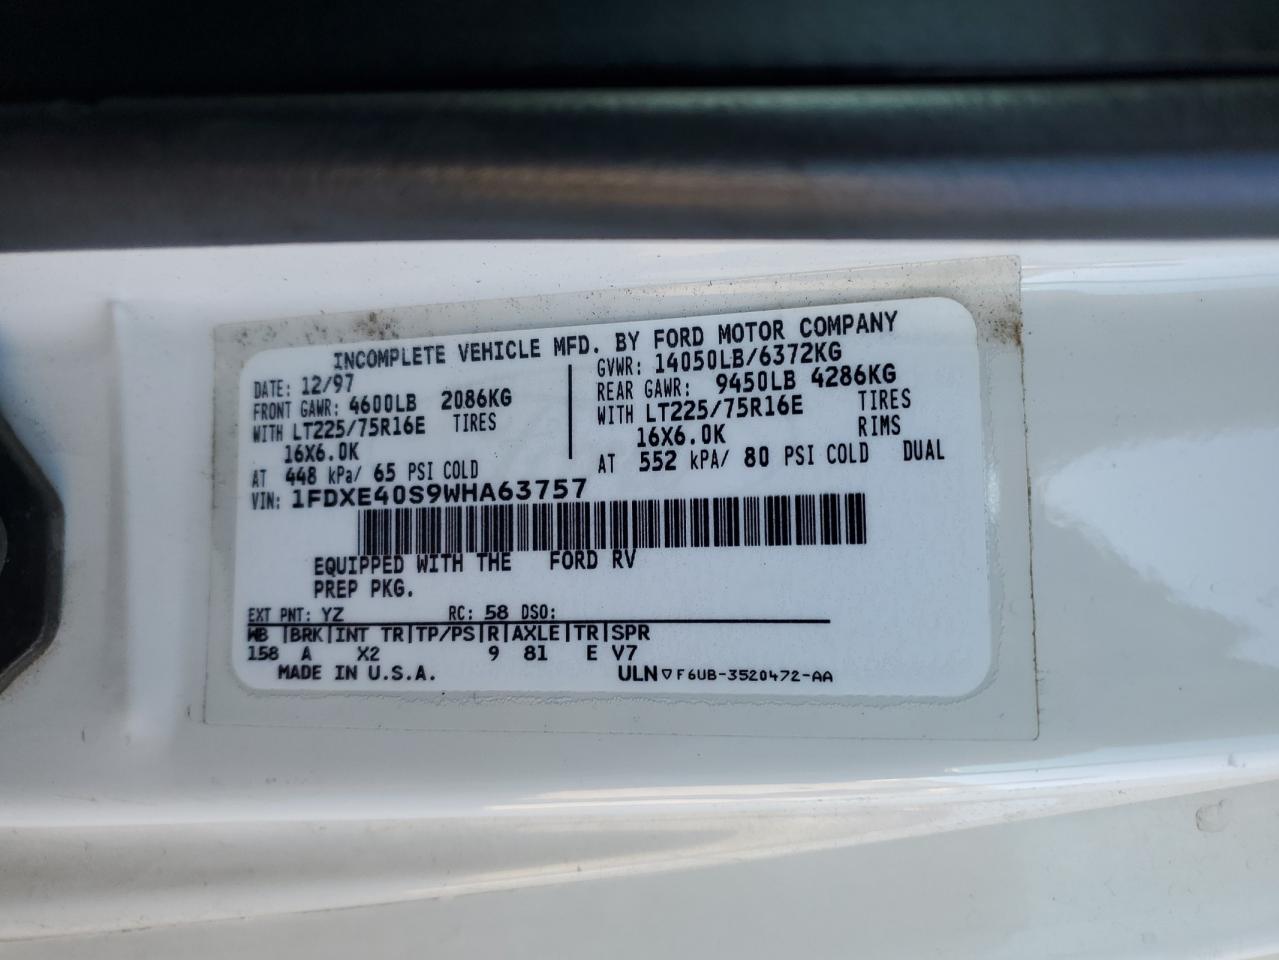 INCOMPLETE VEHICLE MFD. BY FORD MOTOR COMPANY
DATE: 12/97
FRONT GAWR: 4600LB 2086KG
WITH LT225/75R16E TIRES
16X6.0K
AT 448 kPa/ 65 PSI COLD
GVWR: 14050LB/6372KG
REAR GAWR: 9450LB 4286KG
WITH LT225/75R16E TIRES
16X6.0K RIMS
AT 552 kPa/ 80 PSI COLD DUAL
VIN: 1FDXE40S9WHA63757
EQUIPPED WITH THE FORD RV
PREP PKG.
EXT PNT: YZ RC: 58 DSO:
WB |BRK|INT TR|TP/PS|R|AXLE|TR|SPR
158 A X2 9 81 E V7
MADE IN U.S.A. ULN ▽ F6UB-3520472-AA